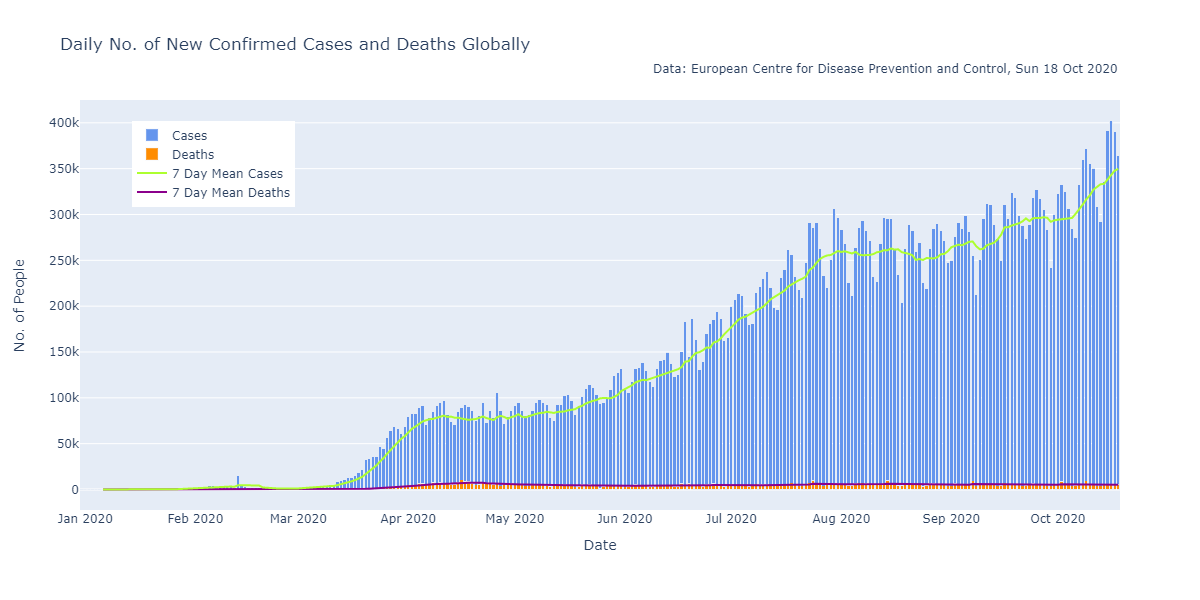 Daily No. of New Confirmed Cases and Deaths Globally
Data: European Centre for Disease Prevention and Control, Sun 18 Oct 2020
Cases
Deaths
7 Day Mean Cases
7 Day Mean Deaths
400k
350k
300k
250k
200k
150k
100k
50k
0
No. of People
Jan 2020 Feb 2020 Mar 2020 Apr 2020 May 2020 Jun 2020 Jul 2020 Aug 2020 Sep 2020 Oct 2020
Date